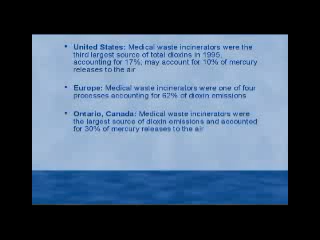 • United States: Medical waste incinerators were the
third largest source of total dioxins in 1995,
accounting for 17%; may account for 10% of mercury
releases to the air
• Europe: Medical waste incinerators were one of four
processes accounting for 62% of dioxin emissions
• Ontario, Canada: Medical waste incinerators were
the largest source of dioxin emissions and accounted
for 30% of mercury releases to the air